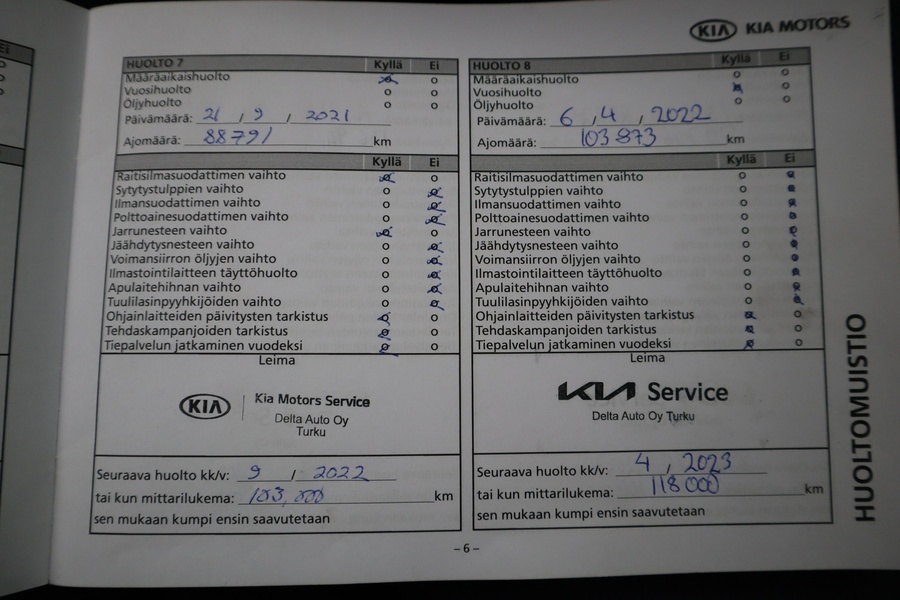 KIA KIA MOTORS
HUOLTO 7 Kyllä Ei
Määräaikaishuolto
Vuosihuolto
Öljyhuolto
Päivämäärä: 21 , 9 , 2021
Ajomäärä: 88791 km
Kyllä Ei
Raitisilmasuodattimen vaihto
Sytytystulppien vaihto
Ilmansuodattimen vaihto
Polttoainesuodattimen vaihto
Jarrunesteen vaihto
Jäähdytysnesteen vaihto
Voimansiirron öljyjen vaihto
Ilmastointilaitteen täyttöhuolto
Apulaitehihnan vaihto
Tuulilasinpyyhkijöiden vaihto
Ohjainlaitteiden päivitysten tarkistus
Tehdaskampanjoiden tarkistus
Tiepalvelun jatkaminen vuodeksi
Leima
KIA Kia Motors Service
Delta Auto Oy
Turku
Seuraava huolto kk/v: 9 / 2022
tai kun mittarilukema: 103,000 km
sen mukaan kumpi ensin saavutetaan
HUOLTO 8 Kyllä Ei
Määräaikaishuolto
Vuosihuolto
Öljyhuolto
Päivämäärä: 6 , 4 , 2022
Ajomäärä: 103873 km
Kyllä Ei
Raitisilmasuodattimen vaihto
Sytytystulppien vaihto
Ilmansuodattimen vaihto
Polttoainesuodattimen vaihto
Jarrunesteen vaihto
Jäähdytysnesteen vaihto
Voimansiirron öljyjen vaihto
Ilmastointilaitteen täyttöhuolto
Apulaitehihnan vaihto
Tuulilasinpyyhkijöiden vaihto
Ohjainlaitteiden päivitysten tarkistus
Tehdaskampanjoiden tarkistus
Tiepalvelun jatkaminen vuodeksi
Leima
KIA Service
Delta Auto Oy Turku
Seuraava huolto kk/v: 4 , 2023
tai kun mittarilukema: 118000 km
sen mukaan kumpi ensin saavutetaan
HUOLTOMUISTIO
– 6 –
Ei